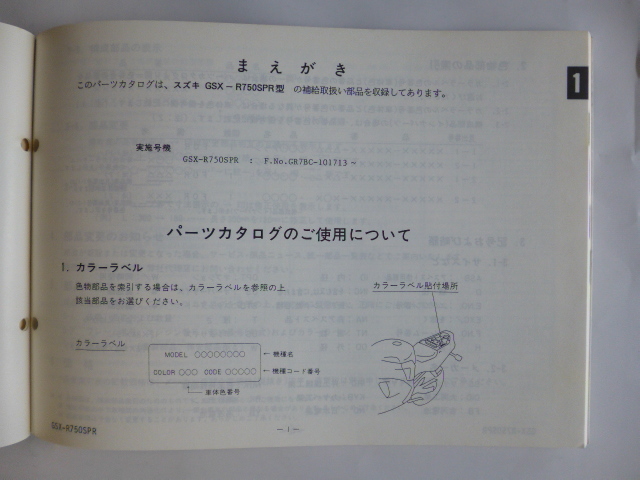 まえがき
1
このパーツカタログは、スズキ GSX－R750SPR型 の補給取扱い部品を収録してあります。
実施号機
GSX-R750SPR : F.No.GR7BC-101713～
パーツカタログのご使用について
1. カラーラベル
色物部品を索引する場合は、カラーラベルを参照の上
該当部品をお選びください。
カラーラベル貼付場所
カラーラベル
MODEL ○○○○○○○○ ←機種名
COLOR ○○○ CODE ○○○○○ ←機種コード番号
車体色番号
GSX-R750SPR
－1－